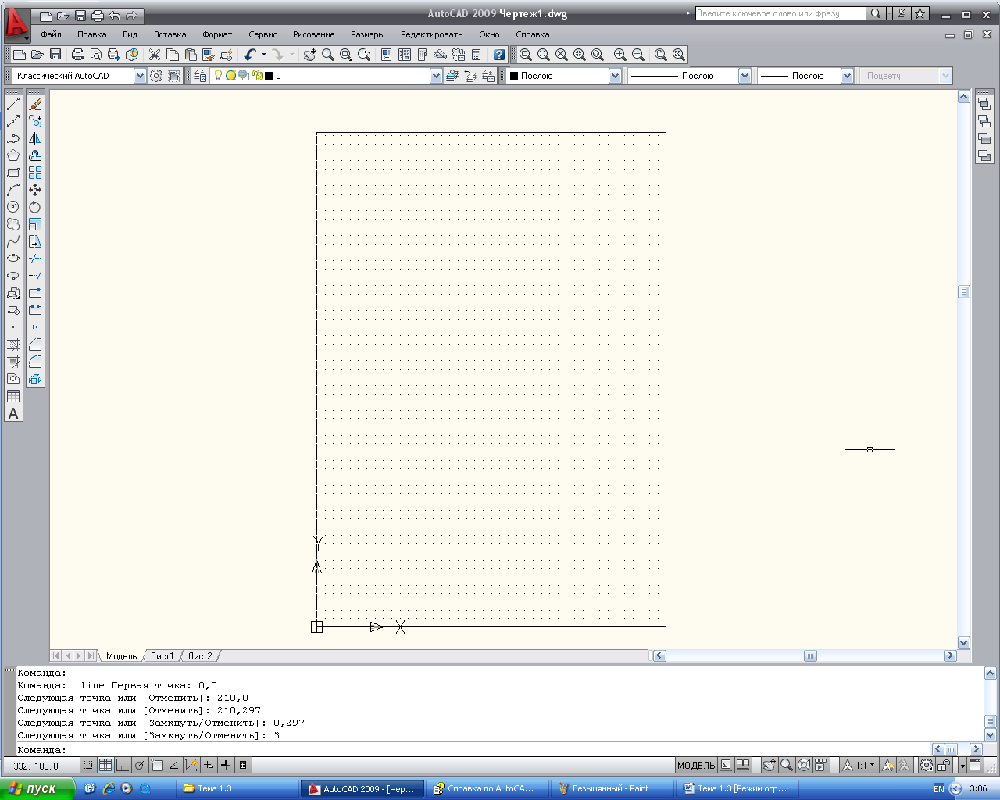 AutoCAD 2009 Чертеж1.dwg
Введите ключевое слово или фразу
Файл Правка Вид Вставка Формат Сервис Рисование Размеры Редактировать Окно Справка
Классический AutoCAD 0 Послою Послою Послою Поцвету
A
Y
X
Модель Лист1 Лист2
Команда:
Команда: _line Первая точка: 0,0
Следующая точка или [Отменить]: 210,0
Следующая точка или [Отменить]: 210,297
Следующая точка или [Замкнуть/Отменить]: 0,297
Следующая точка или [Замкнуть/Отменить]: З
Команда:
332, 106, 0 МОДЕЛЬ 1:1
пуск Тема 1.3 AutoCAD 2009 - [Чер... Справка по AutoCA... Безымянный - Paint Тема 1.3 [Режим огр... EN 3:06